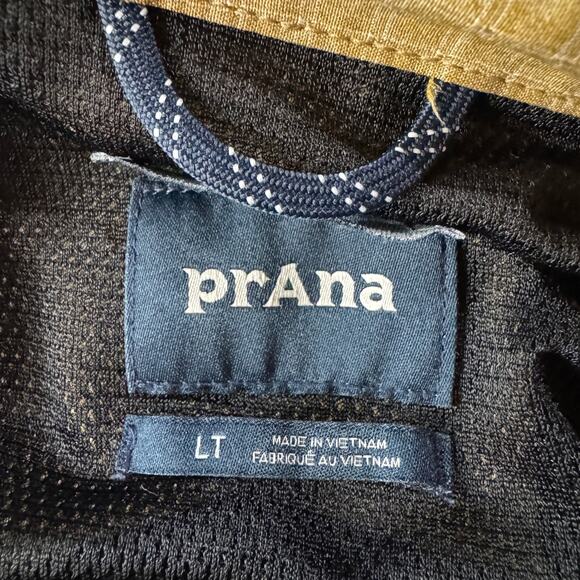 prAna
LT
MADE IN VIETNAM
FABRIQUÉ AU VIETNAM